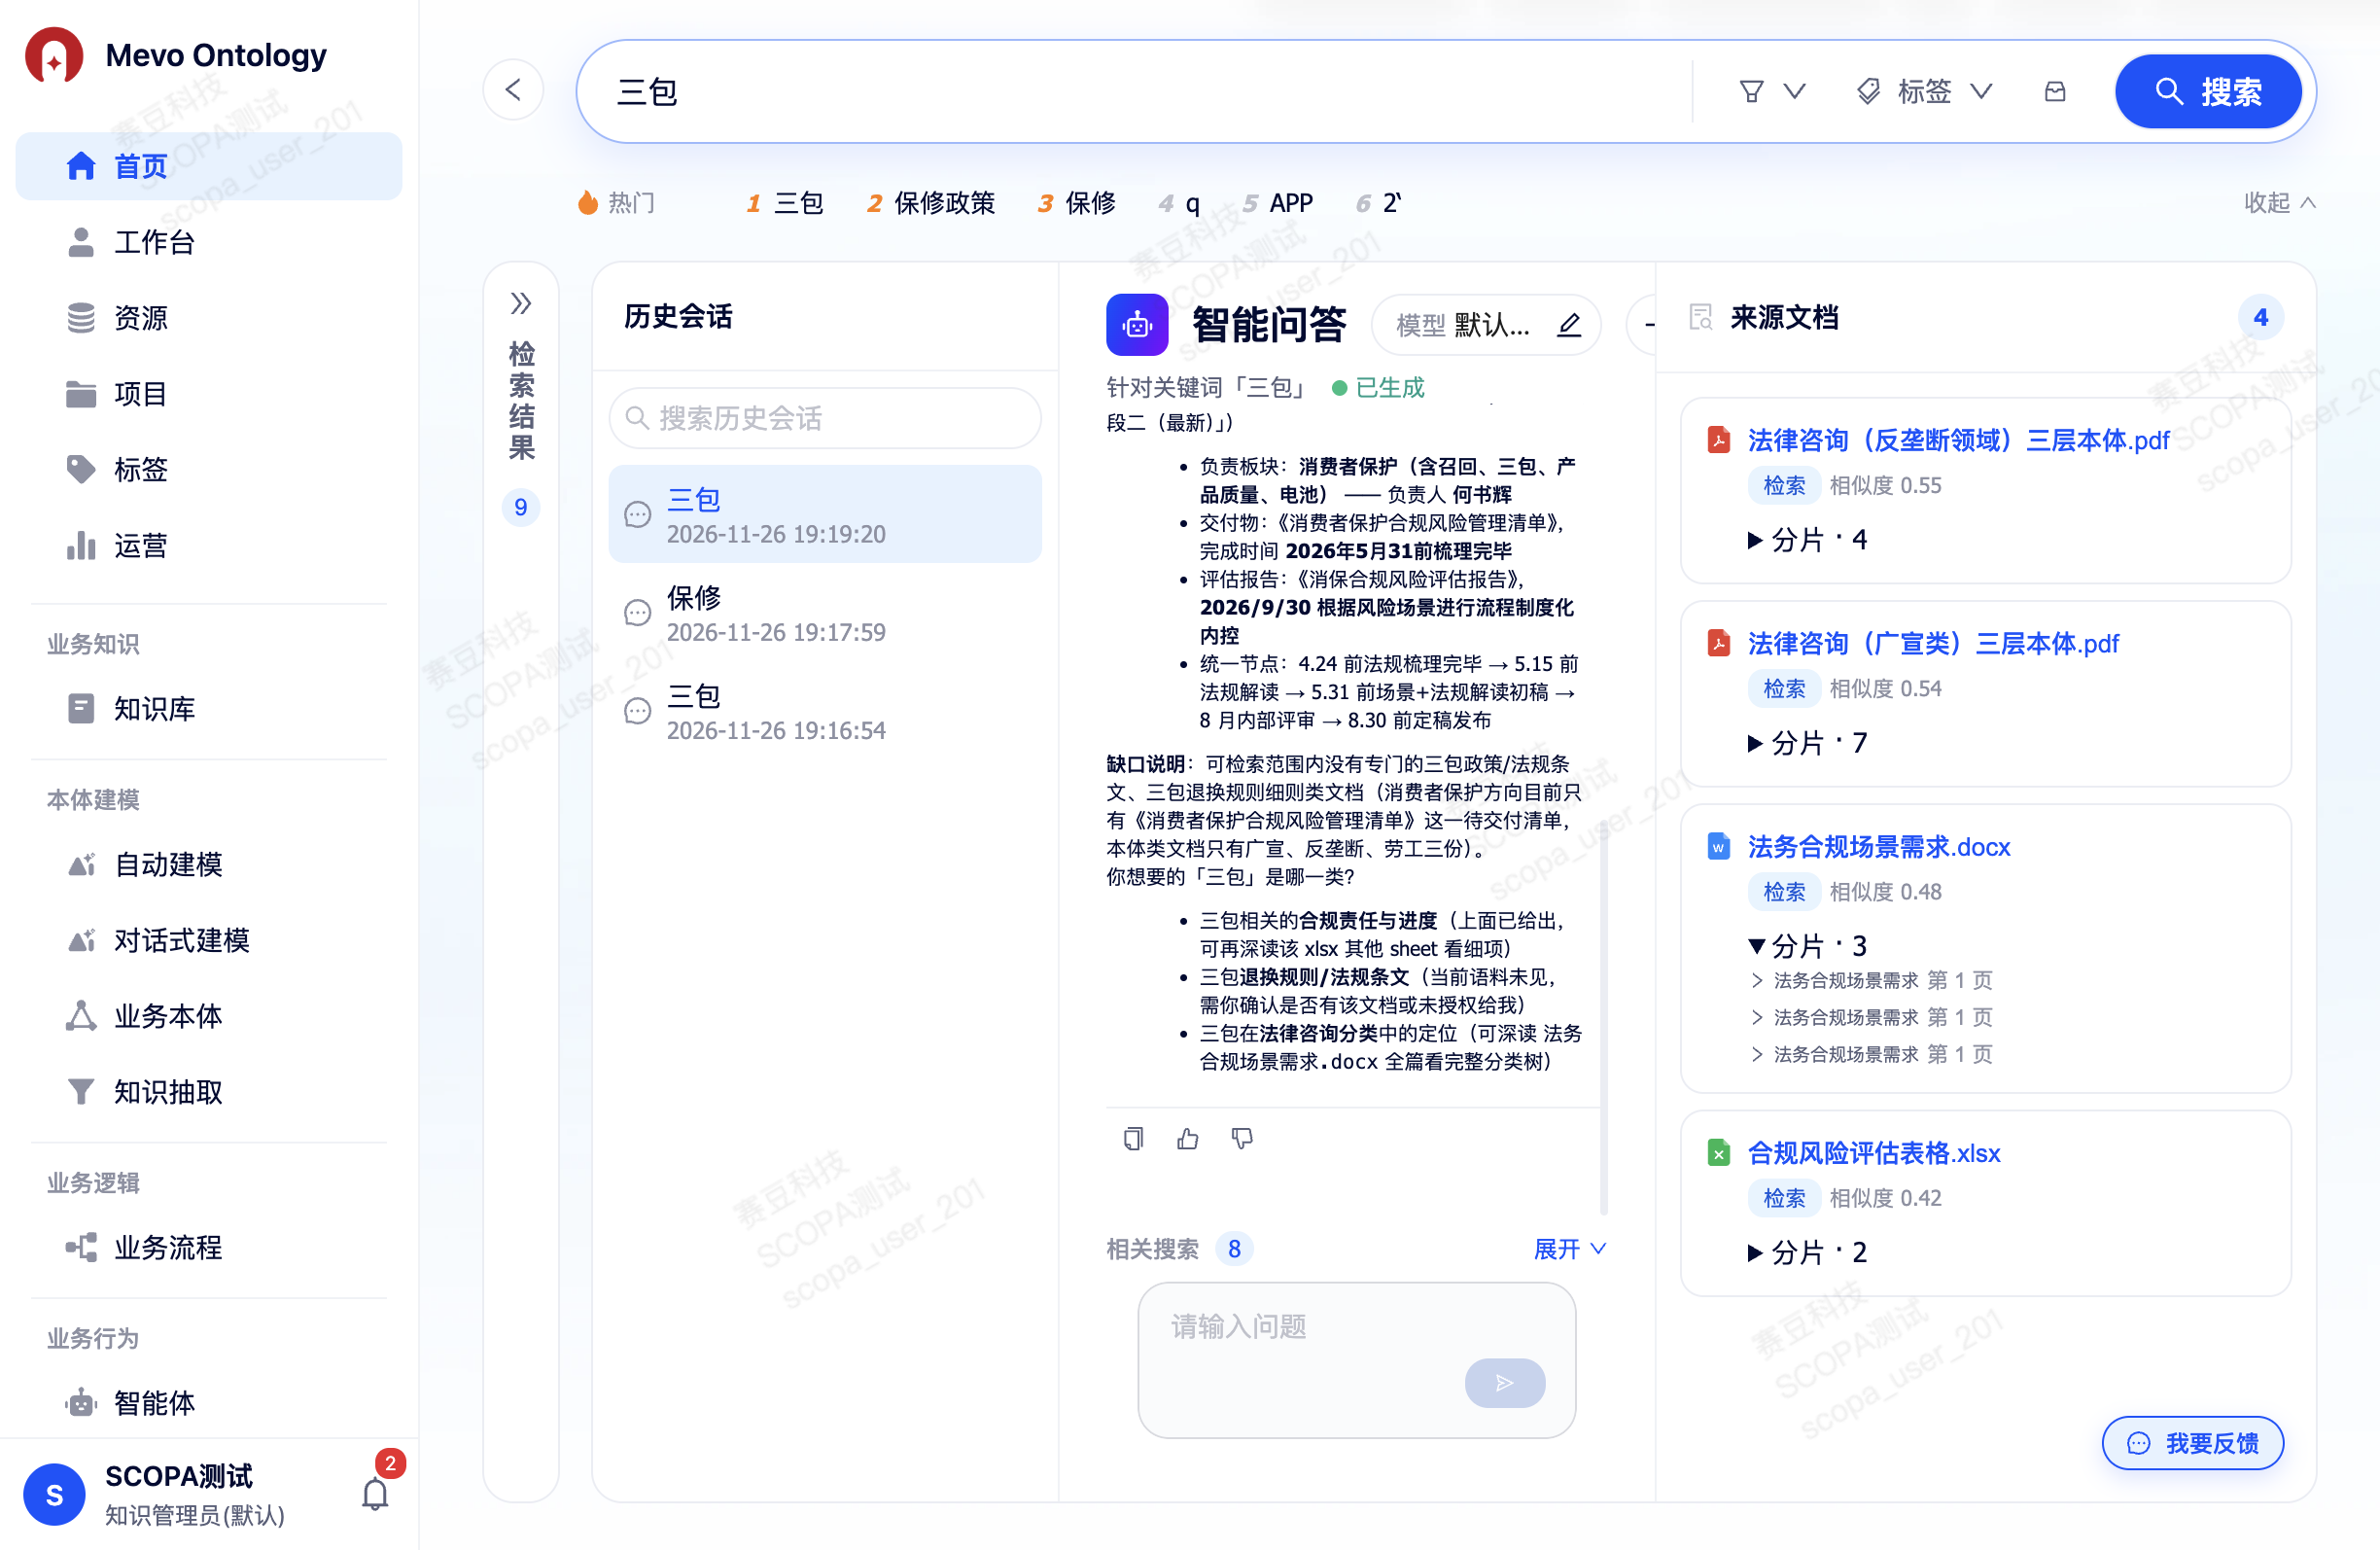 Mevo Ontology
首页
工作台
资源
项目
标签
运营
业务知识
知识库
本体建模
自动建模
对话式建模
业务本体
知识抽取
业务逻辑
业务流程
业务行为
智能体
S
SCOPA测试
知识管理员(默认)
2
三包
标签
搜索
热门
1 三包
2 保修政策
3 保修
4 q
5 APP
6 2‵
收起
检索结果
9
历史会话
搜索历史会话
三包
2026-11-26 19:19:20
保修
2026-11-26 19:17:59
三包
2026-11-26 19:16:54
智能问答
模型 默认...
针对关键词「三包」 已生成
段二（最新）」）
• 负责板块：消费者保护（含召回、三包、产
品质量、电池） —— 负责人 何书辉
• 交付物：《消费者保护合规风险管理清单》，
完成时间 2026年5月31前梳理完毕
• 评估报告：《消保合规风险评估报告》，
2026/9/30 根据风险场景进行流程制度化
内控
• 统一节点：4.24 前法规梳理完毕 → 5.15 前
法规解读 → 5.31 前场景+法规解读初稿 →
8 月内部评审 → 8.30 前定稿发布
缺口说明：可检索范围内没有专门的三包政策/法规条
文、三包退换规则细则类文档（消费者保护方向目前只
有《消费者保护合规风险管理清单》这一待交付清单，
本体类文档只有广宣、反垄断、劳工三份）。
你想要的「三包」是哪一类？
• 三包相关的合规责任与进度（上面已给出，
可再深读该 xlsx 其他 sheet 看细项）
• 三包退换规则/法规条文（当前语料未见，
需你确认是否有该文档或未授权给我）
• 三包在法律咨询分类中的定位（可深读 法务
合规场景需求.docx 全篇看完整分类树）
相关搜索 8
展开
请输入问题
来源文档
4
法律咨询（反垄断领域）三层本体.pdf
检索 相似度 0.55
分片 · 4
法律咨询（广宣类）三层本体.pdf
检索 相似度 0.54
分片 · 7
法务合规场景需求.docx
检索 相似度 0.48
分片 · 3
法务合规场景需求 第 1 页
法务合规场景需求 第 1 页
法务合规场景需求 第 1 页
合规风险评估表格.xlsx
检索 相似度 0.42
分片 · 2
我要反馈
赛豆科技
SCOPA测试
scopa_user_201